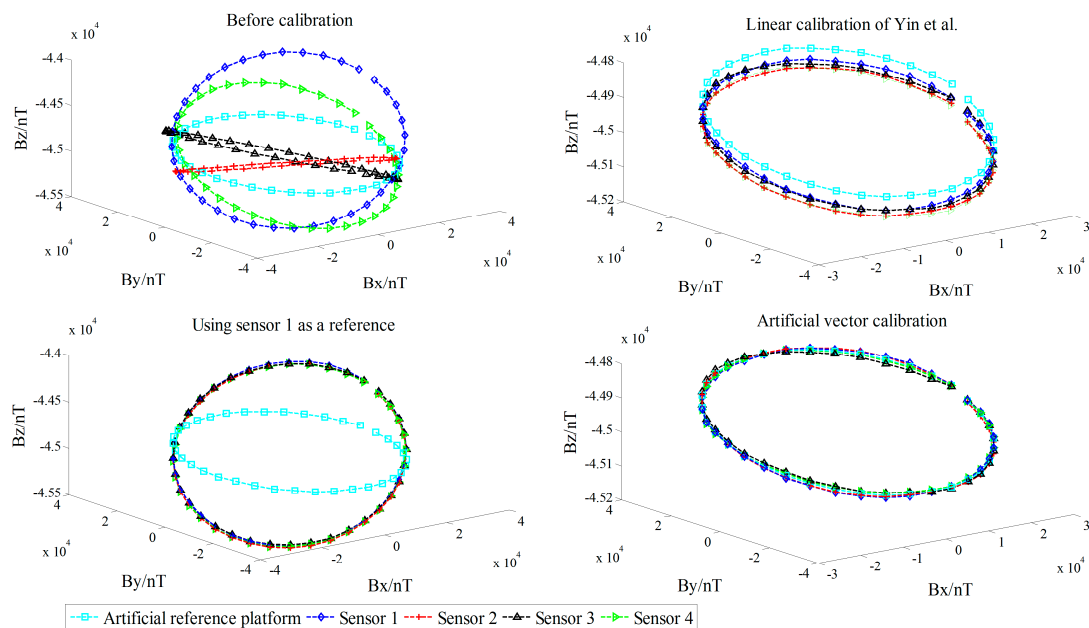 Before calibration
x 10^4
-4.4
-4.45
-4.5
-4.55
Bz/nT
4
2
0
-2
-4
x 10^4
By/nT
-4
-2
0
2
4
x 10^4
Bx/nT
Linear calibration of Yin et al.
x 10^4
-4.48
-4.49
-4.5
-4.51
-4.52
Bz/nT
4
2
0
-2
-4
x 10^4
By/nT
-3
-2
-1
0
1
2
3
x 10^4
Bx/nT
Using sensor 1 as a reference
x 10^4
-4.4
-4.45
-4.5
-4.55
Bz/nT
4
2
0
-2
-4
x 10^4
By/nT
-4
-2
0
2
4
x 10^4
Bx/nT
Artificial vector calibration
x 10^4
-4.48
-4.49
-4.5
-4.51
-4.52
Bz/nT
4
2
0
-2
-4
x 10^4
By/nT
-3
-2
-1
0
1
2
3
x 10^4
Bx/nT
Artificial reference platform Sensor 1 Sensor 2 Sensor 3 Sensor 4